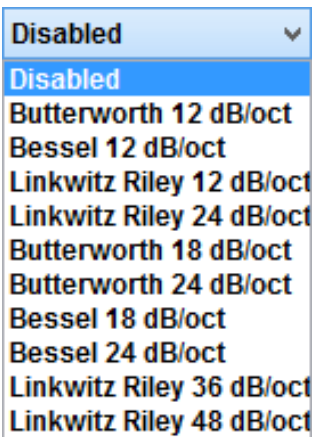 Disabled
Disabled
Butterworth 12 dB/oct
Bessel 12 dB/oct
Linkwitz Riley 12 dB/oct
Linkwitz Riley 24 dB/oct
Butterworth 18 dB/oct
Butterworth 24 dB/oct
Bessel 18 dB/oct
Bessel 24 dB/oct
Linkwitz Riley 36 dB/oct
Linkwitz Riley 48 dB/oct